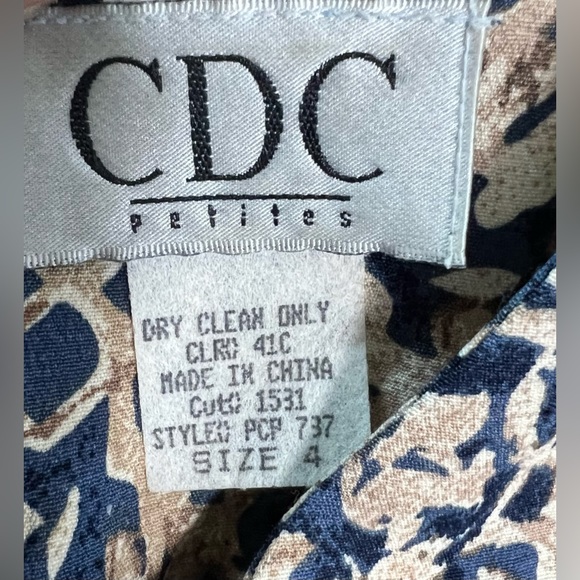 CDC
Petites
DRY CLEAN ONLY
CLR: 41C
MADE IN CHINA
Cut: 1531
STYLE: PCP 737
SIZE 4